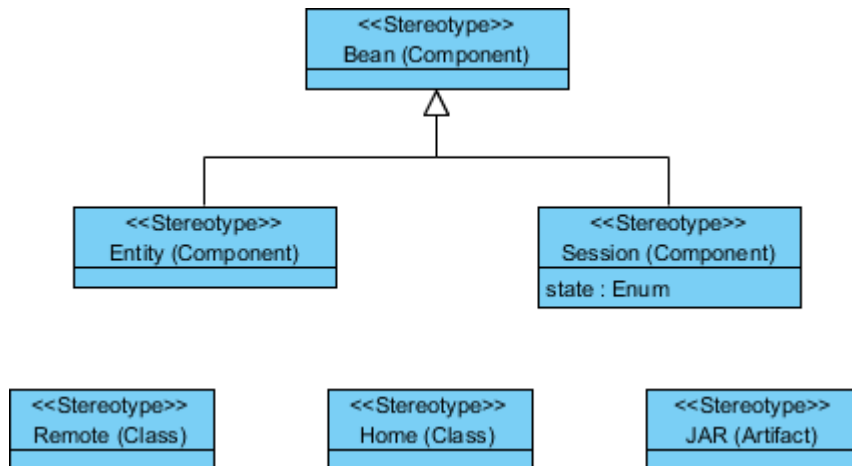 <<Stereotype>>
Bean (Component)
<<Stereotype>>
Entity (Component)
<<Stereotype>>
Session (Component)
state : Enum
<<Stereotype>>
Remote (Class)
<<Stereotype>>
Home (Class)
<<Stereotype>>
JAR (Artifact)